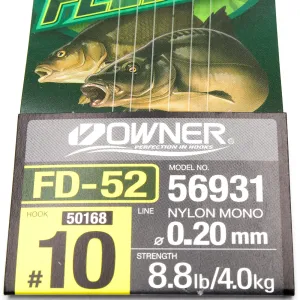 OWNER
PERFECTION IN HOOKS
FD-52
MODEL NO.
56931
HOOK
50168
LINE
NYLON MONO
#10
ø 0.20 mm
STRENGTH
8.8lb/4.0kg